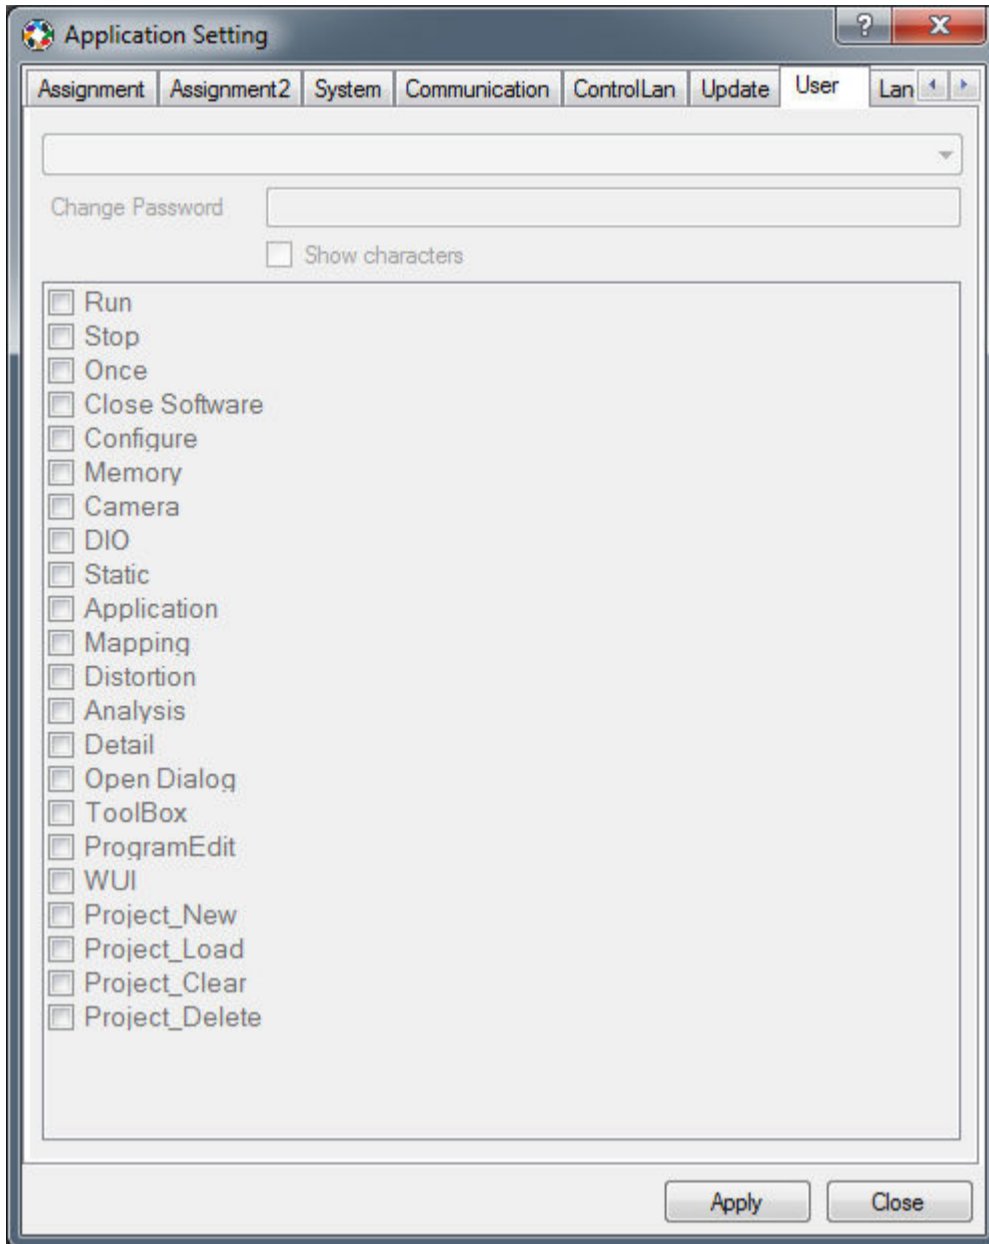 Application Setting
Assignment Assignment2 System Communication ControlLan Update User Lan
Change Password
Show characters
Run
Stop
Once
Close Software
Configure
Memory
Camera
DIO
Static
Application
Mapping
Distortion
Analysis
Detail
Open Dialog
ToolBox
ProgramEdit
WUI
Project_New
Project_Load
Project_Clear
Project_Delete
Apply Close